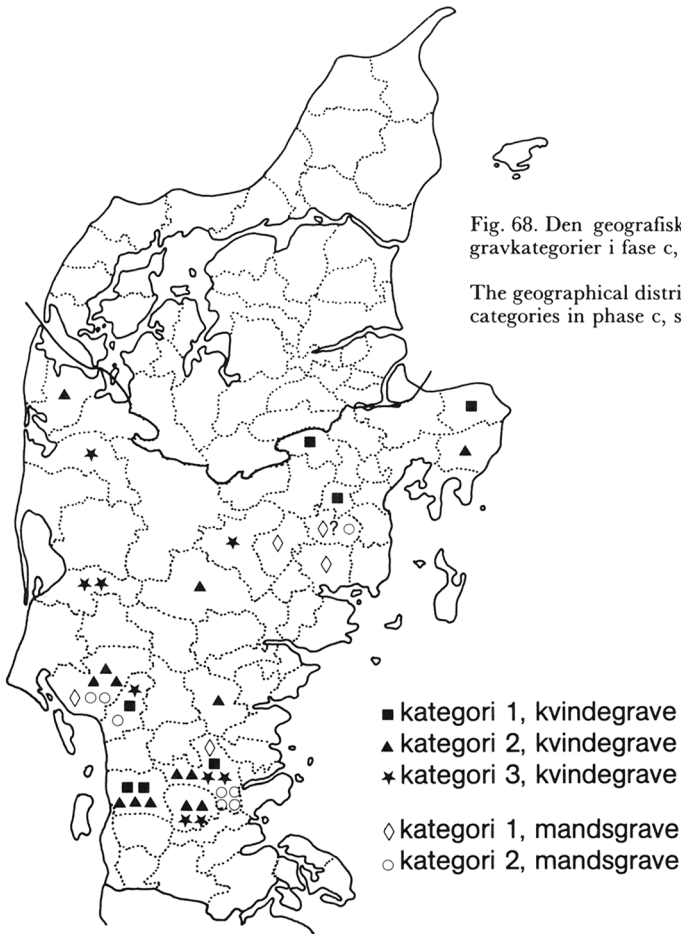 Fig. 68. Den geografisk
gravkategorier i fase c,
The geographical distri
categories in phase c, s
?
■ kategori 1, kvindegrave
▲ kategori 2, kvindegrave
★ kategori 3, kvindegrave
◊ kategori 1, mandsgrave
○ kategori 2, mandsgrave